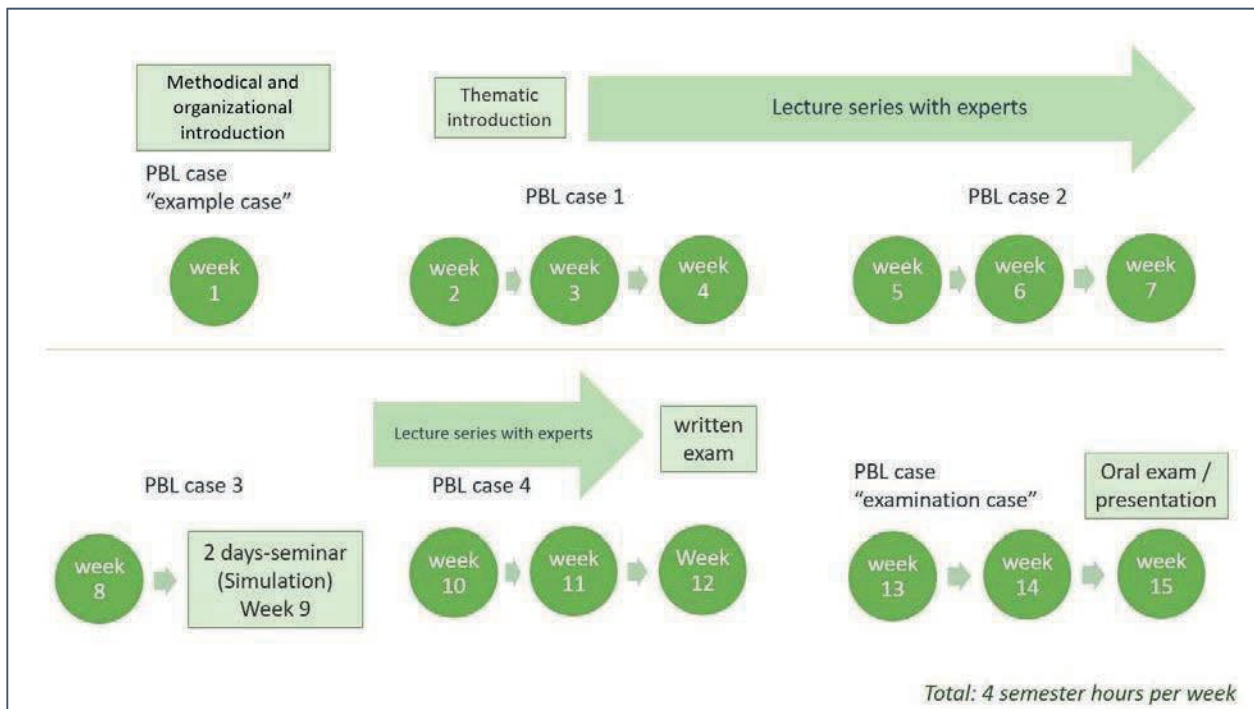 Methodical and
organizational
introduction
Thematic
introduction
Lecture series with experts
PBL case
“example case”
PBL case 1
PBL case 2
week
1
week
2
week
3
week
4
week
5
week
6
week
7
Lecture series with experts
written
exam
PBL case 3
PBL case 4
PBL case
“examination case”
Oral exam /
presentation
week
8
2 days-seminar
(Simulation)
Week 9
week
10
week
11
Week
12
week
13
week
14
week
15
Total: 4 semester hours per week